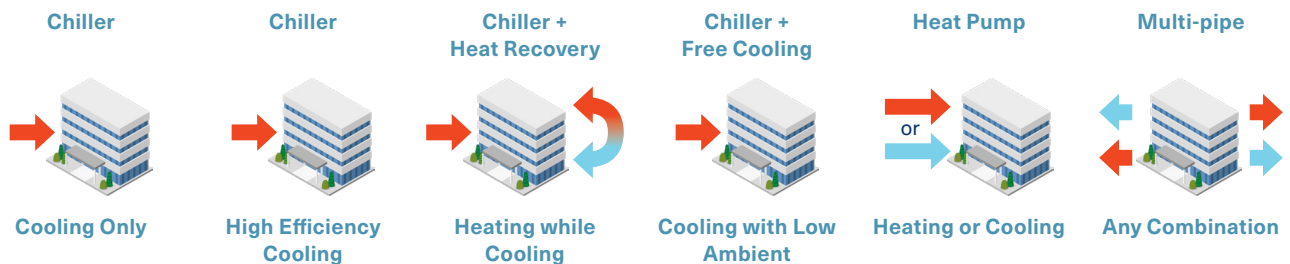 Chiller
Chiller
Chiller +
Heat Recovery
Chiller +
Free Cooling
Heat Pump
Multi-pipe
or
Cooling Only
High Efficiency
Cooling
Heating while
Cooling
Cooling with Low
Ambient
Heating or Cooling
Any Combination